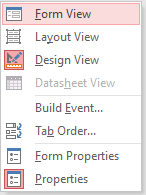 Form View
Layout View
Design View
Datasheet View
Build Event...
Tab Order...
Form Properties
Properties